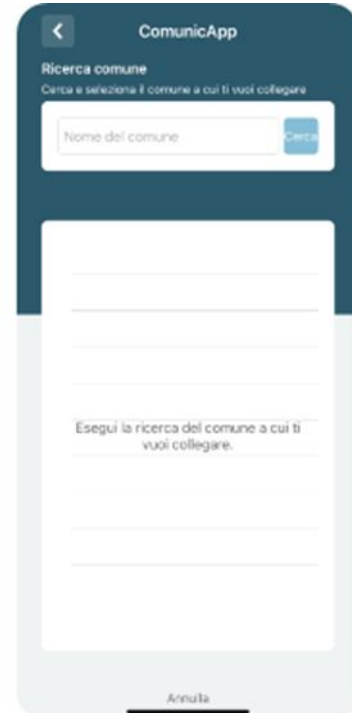 ComunicApp
Ricerca comune
Cerca e seleziona il comune a cui ti vuoi collegare
Nome del comune
Cerca
Esegui la ricerca del comune a cui ti
vuoi collegare.
Annulla